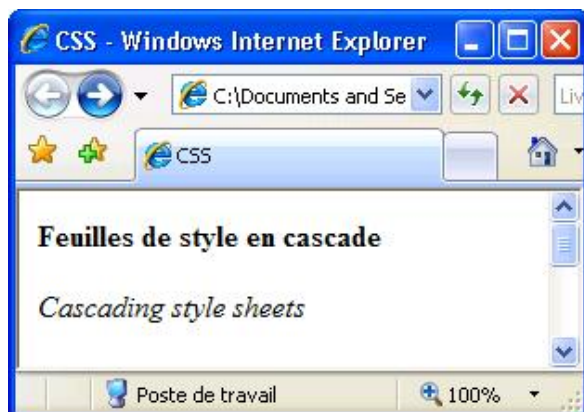 CSS - Windows Internet Explorer
C:\Documents and Se
Liv
CSS
Feuilles de style en cascade
Cascading style sheets
Poste de travail
100%